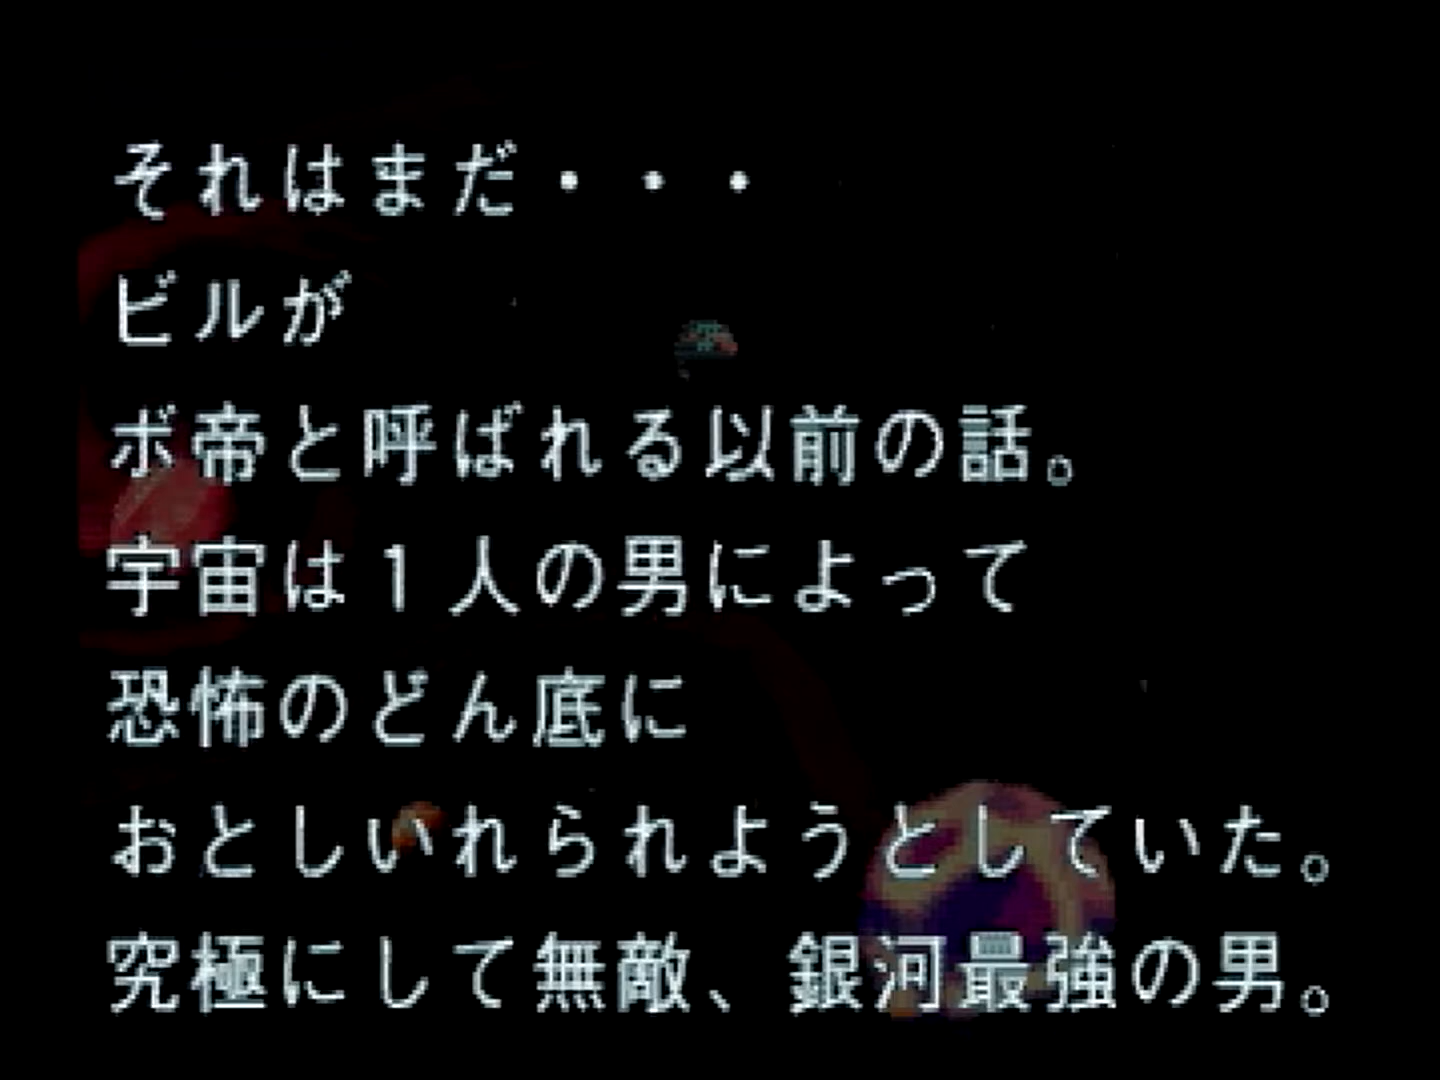 それはまだ・・・
ビルが
ボ帝と呼ばれる以前の話。
宇宙は１人の男によって
恐怖のどん底に
おとしいれられようとしていた。
究極にして無敵、銀河最強の男。